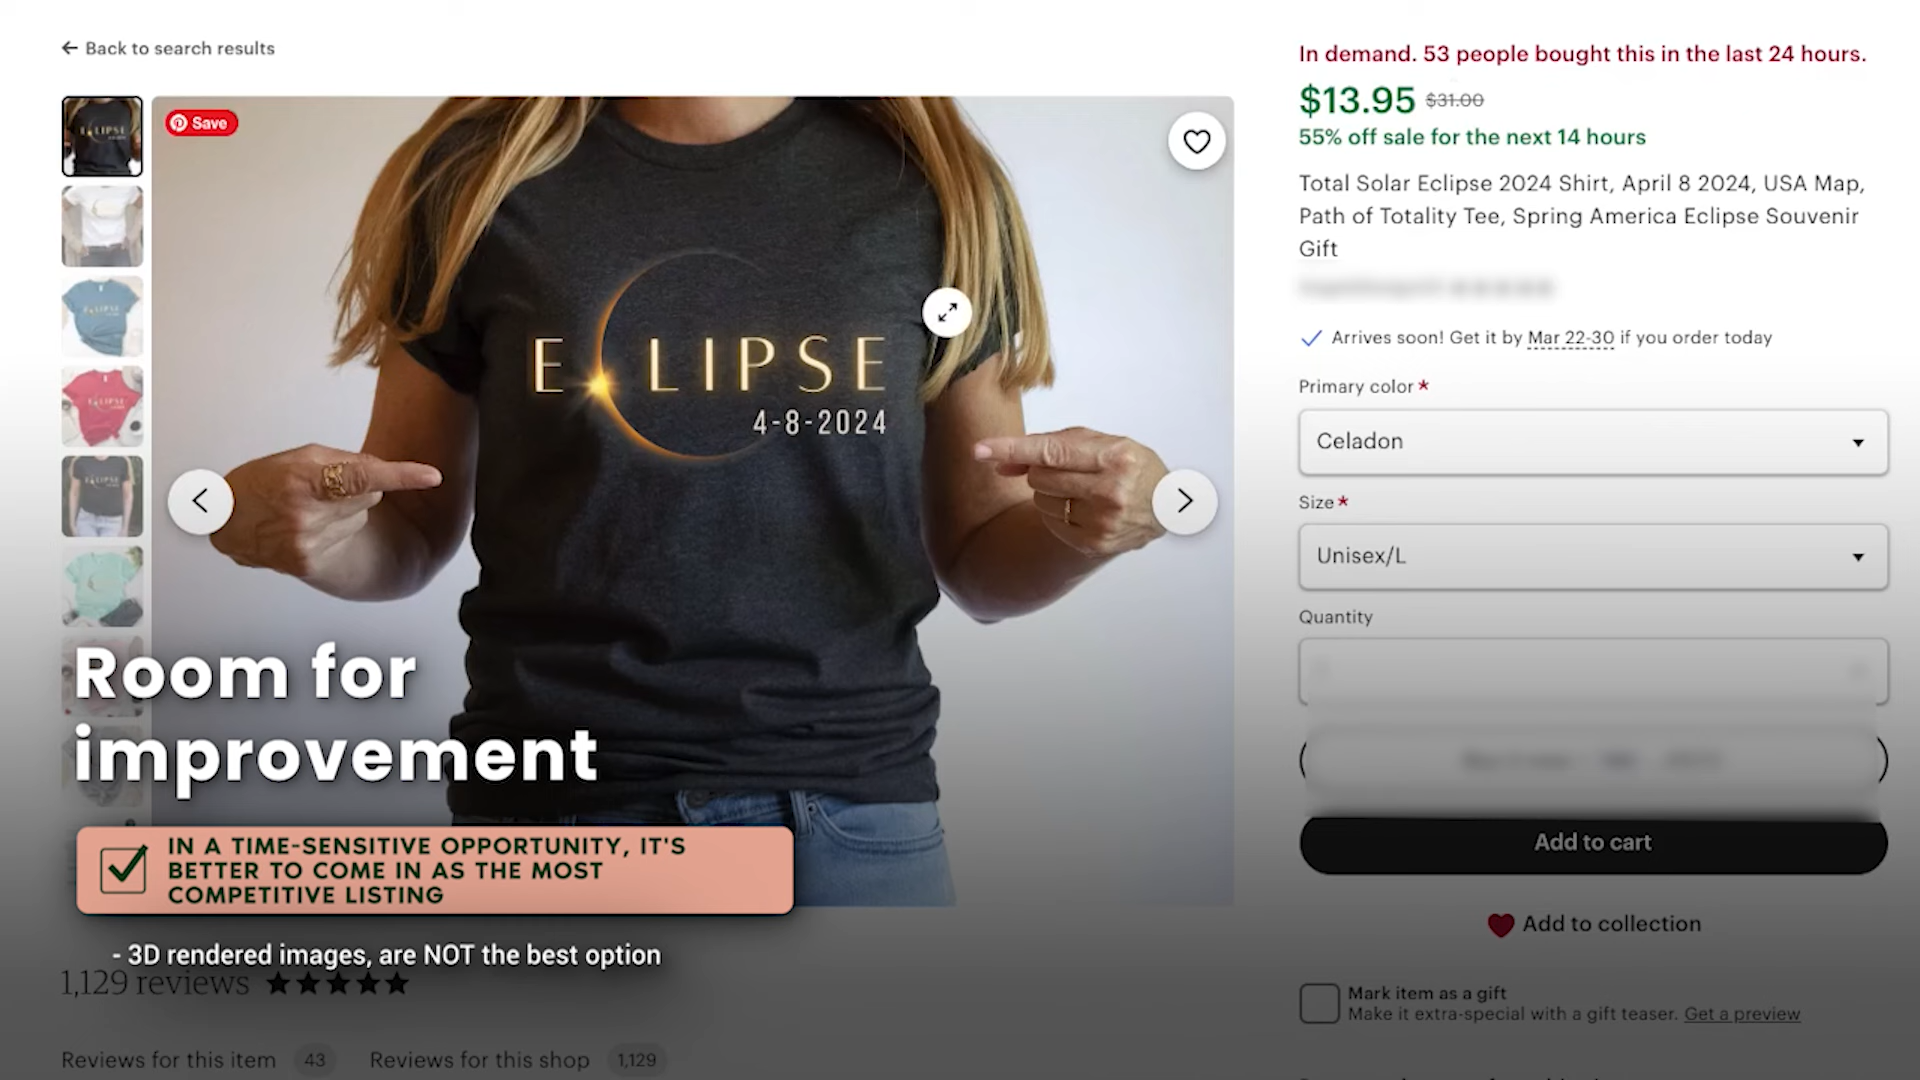 Back to search results
Save
ECLIPSE
4-8-2024
In demand. 53 people bought this in the last 24 hours.
$13.95 $31.00
55% off sale for the next 14 hours
Total Solar Eclipse 2024 Shirt, April 8 2024, USA Map,
Path of Totality Tee, Spring America Eclipse Souvenir
Gift
Arrives soon! Get it by Mar 22-30 if you order today
Primary color *
Celadon
Size *
Unisex/L
Quantity
Add to cart
Add to collection
Mark item as a gift
Make it extra-special with a gift teaser. Get a preview
Room for
improvement
IN A TIME-SENSITIVE OPPORTUNITY, IT'S
BETTER TO COME IN AS THE MOST
COMPETITIVE LISTING
- 3D rendered images, are NOT the best option
1,129 reviews ★★★★★
Reviews for this item 43 Reviews for this shop 1,129